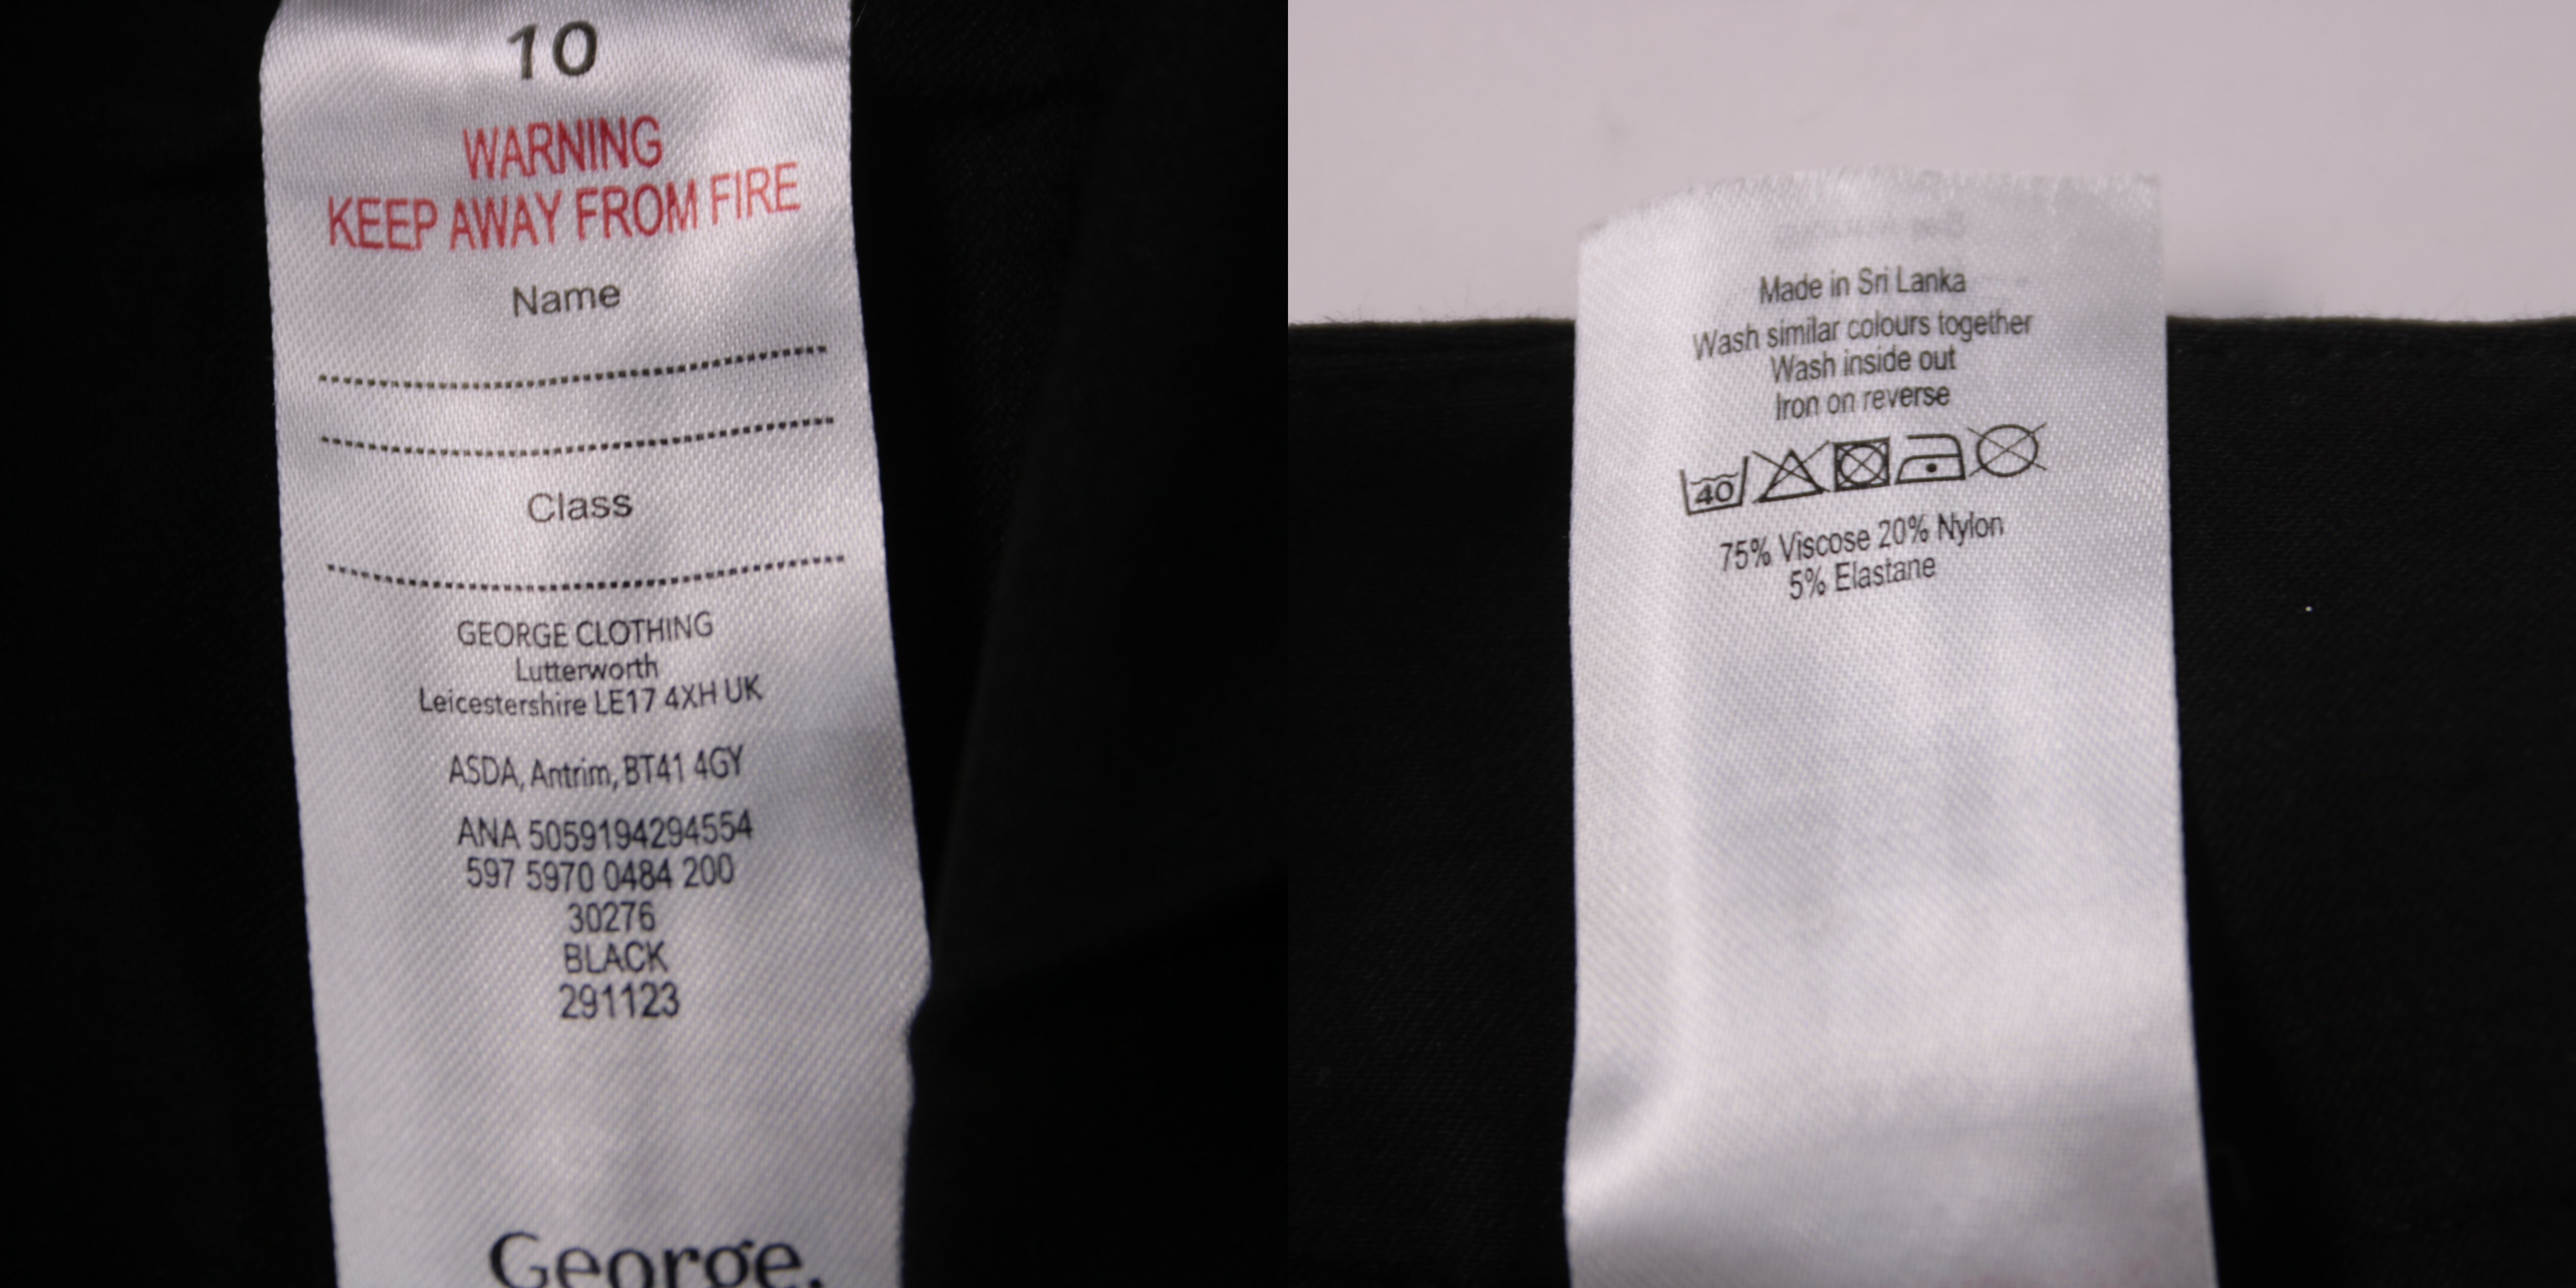 10
WARNING
KEEP AWAY FROM FIRE
Name
Class
GEORGE CLOTHING
Lutterworth
Leicestershire LE17 4XH UK
ASDA, Antrim, BT41 4GY
ANA 5059194294554
597 5970 0484 200
30276
BLACK
291123
George.
Made in Sri Lanka
Wash similar colours together
Wash inside out
Iron on reverse
40
75% Viscose 20% Nylon
5% Elastane